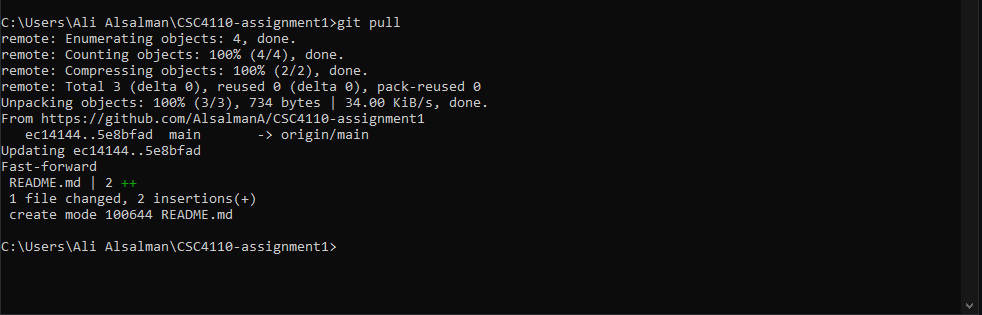 C:\Users\Ali Alsalman\CSC4110-assignment1>git pull
remote: Enumerating objects: 4, done.
remote: Counting objects: 100% (4/4), done.
remote: Compressing objects: 100% (2/2), done.
remote: Total 3 (delta 0), reused 0 (delta 0), pack-reused 0
Unpacking objects: 100% (3/3), 734 bytes | 34.00 KiB/s, done.
From https://github.com/AlsalmanA/CSC4110-assignment1
   ec14144..5e8bfad  main       -> origin/main
Updating ec14144..5e8bfad
Fast-forward
 README.md | 2 ++
 1 file changed, 2 insertions(+)
 create mode 100644 README.md
C:\Users\Ali Alsalman\CSC4110-assignment1>